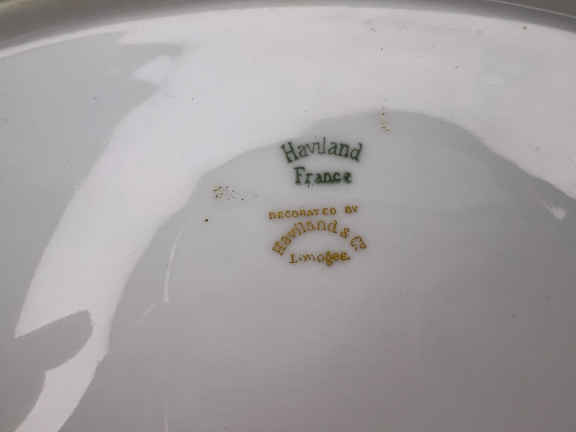 Haviland
France
DECORATED BY
Haviland & Co
Limoges